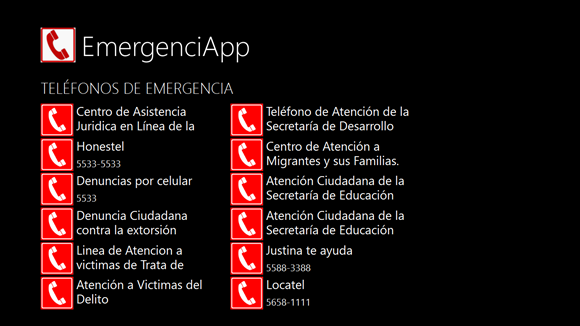 EmergenciApp
TELÉFONOS DE EMERGENCIA
Centro de Asistencia
Juridica en Línea de la
Honestel
5533-5533
Denuncias por celular
5533
Denuncia Ciudadana
contra la extorsión
Linea de Atencion a
victimas de Trata de
Atención a Victimas del
Delito
Teléfono de Atención de la
Secretaría de Desarrollo
Centro de Atención a
Migrantes y sus Familias.
Atención Ciudadana de la
Secretaría de Educación
Atención Ciudadana de la
Secretaría de Educación
Justina te ayuda
5588-3388
Locatel
5658-1111